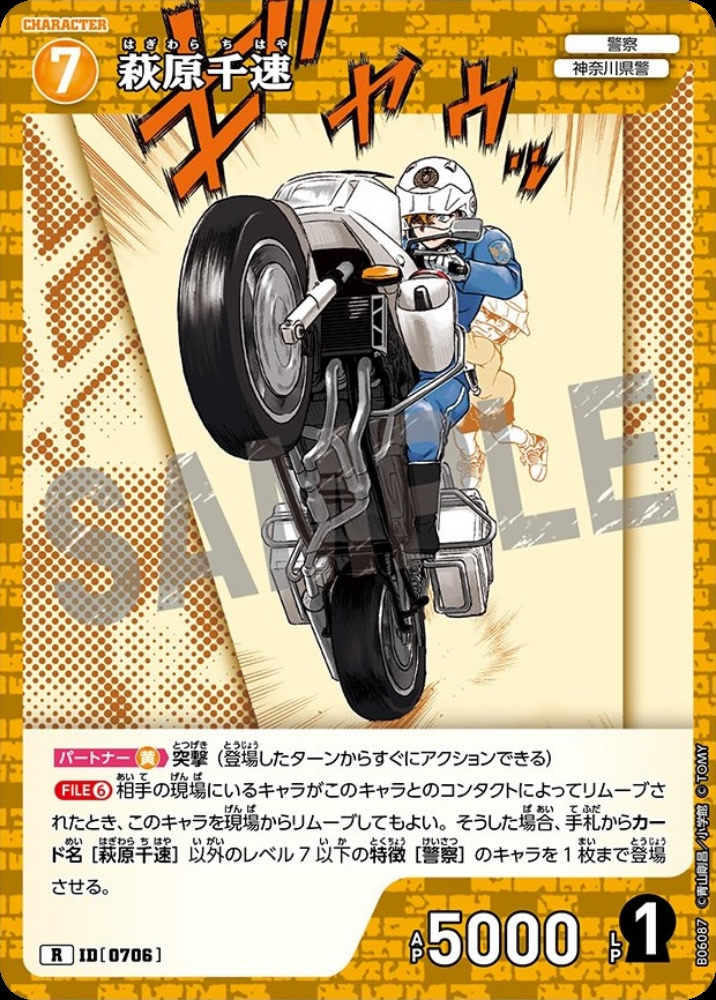 CHARACTER
7
はぎわらちはや
萩原千速
警察
神奈川県警
ギャウッ
SAMPLE
パートナー 黄 突撃（登場したターンからすぐにアクションできる）
FILE6 相手の現場にいるキャラがこのキャラとのコンタクトによってリムーブさ
れたとき、このキャラを現場からリムーブしてもよい。そうした場合、手札からカー
ド名［萩原千速］以外のレベル7以下の特徴［警察］のキャラを1枚まで登場
させる。
R ID[0706]
AP 5000
LP 1
B06087 ©青山剛昌／小学館 ©TOMY